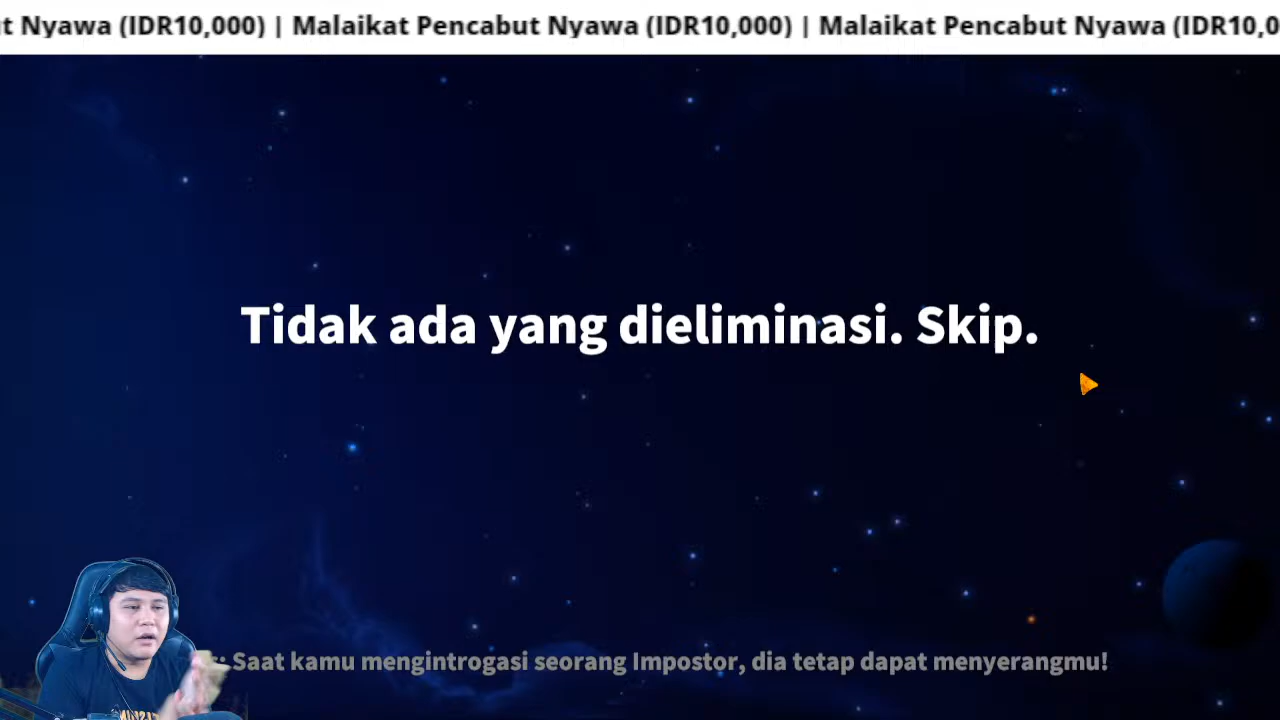 t Nyawa (IDR10,000) | Malaikat Pencabut Nyawa (IDR10,000) | Malaikat Pencabut Nyawa (IDR10,0
Tidak ada yang dieliminasi. Skip.
: Saat kamu mengintrogasi seorang Impostor, dia tetap dapat menyerangmu!